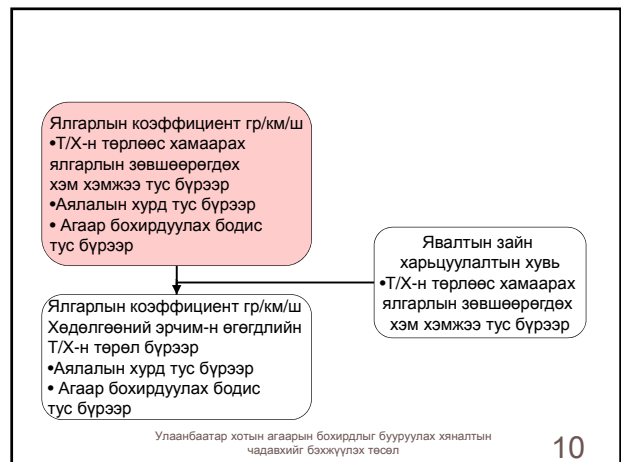 Ялгарлын коэффициент гр/км/ш
•Т/Х-н төрлөөс хамаарах
ялгарлын зөвшөөрөгдөх
хэм хэмжээ тус бүрээр
•Аялалын хурд тус бүрээр
• Агаар бохирдуулах бодис
тус бүрээр
Явалтын зайн
харьцуулалтын хувь
•Т/Х-н төрлөөс хамаарах
ялгарлын зөвшөөрөгдөх
хэм хэмжээ тус бүрээр
Ялгарлын коэффициент гр/км/ш
Хөдөлгөөний эрчим-н өгөгдлийн
Т/Х-н төрөл бүрээр
•Аялалын хурд тус бүрээр
• Агаар бохирдуулах бодис
тус бүрээр
Улаанбаатар хотын агаарын бохирдлыг бууруулах хяналтын
чадавхийг бэхжүүлэх төсөл
10